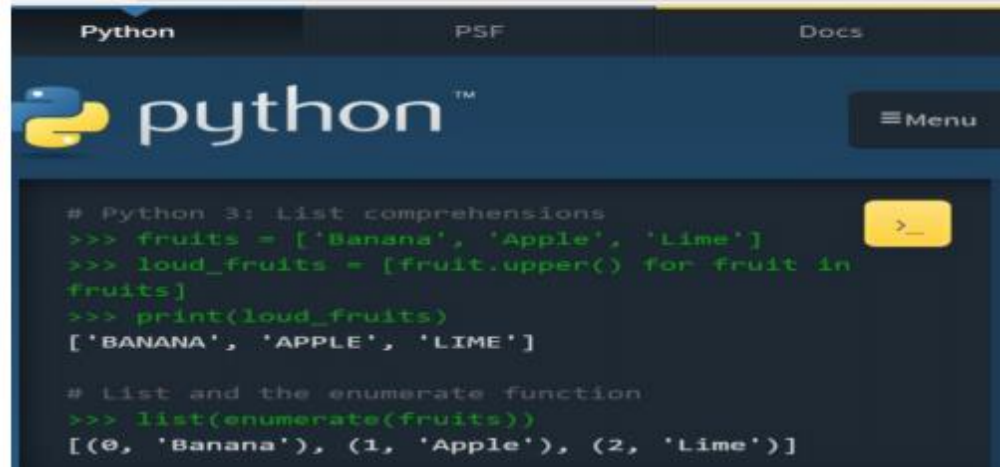 Python PSF Docs
python™
≡Menu
# Python 3: List comprehensions
>_
>>> fruits = ['Banana', 'Apple', 'Lime']
>>> loud_fruits = [fruit.upper() for fruit in
fruits]
>>> print(loud_fruits)
['BANANA', 'APPLE', 'LIME']
# List and the enumerate function
>>> list(enumerate(fruits))
[(0, 'Banana'), (1, 'Apple'), (2, 'Lime')]